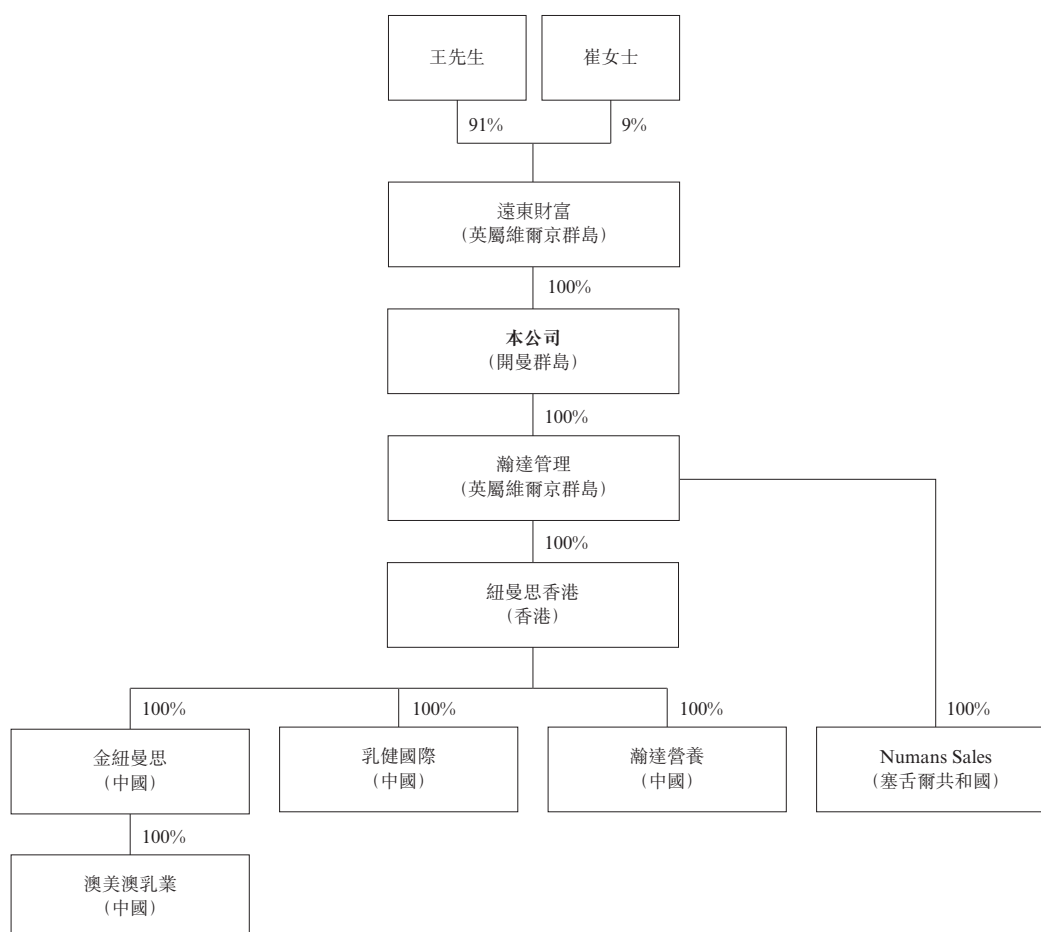 王先生
崔女士
91%
9%
遠東財富
(英屬維爾京群島)
100%
本公司
(開曼群島)
100%
瀚達管理
(英屬維爾京群島)
100%
紐曼思香港
(香港)
100%
100%
100%
100%
金紐曼思
(中國)
乳健國際
(中國)
瀚達營養
(中國)
Numans Sales
(塞舌爾共和國)
100%
澳美澳乳業
(中國)